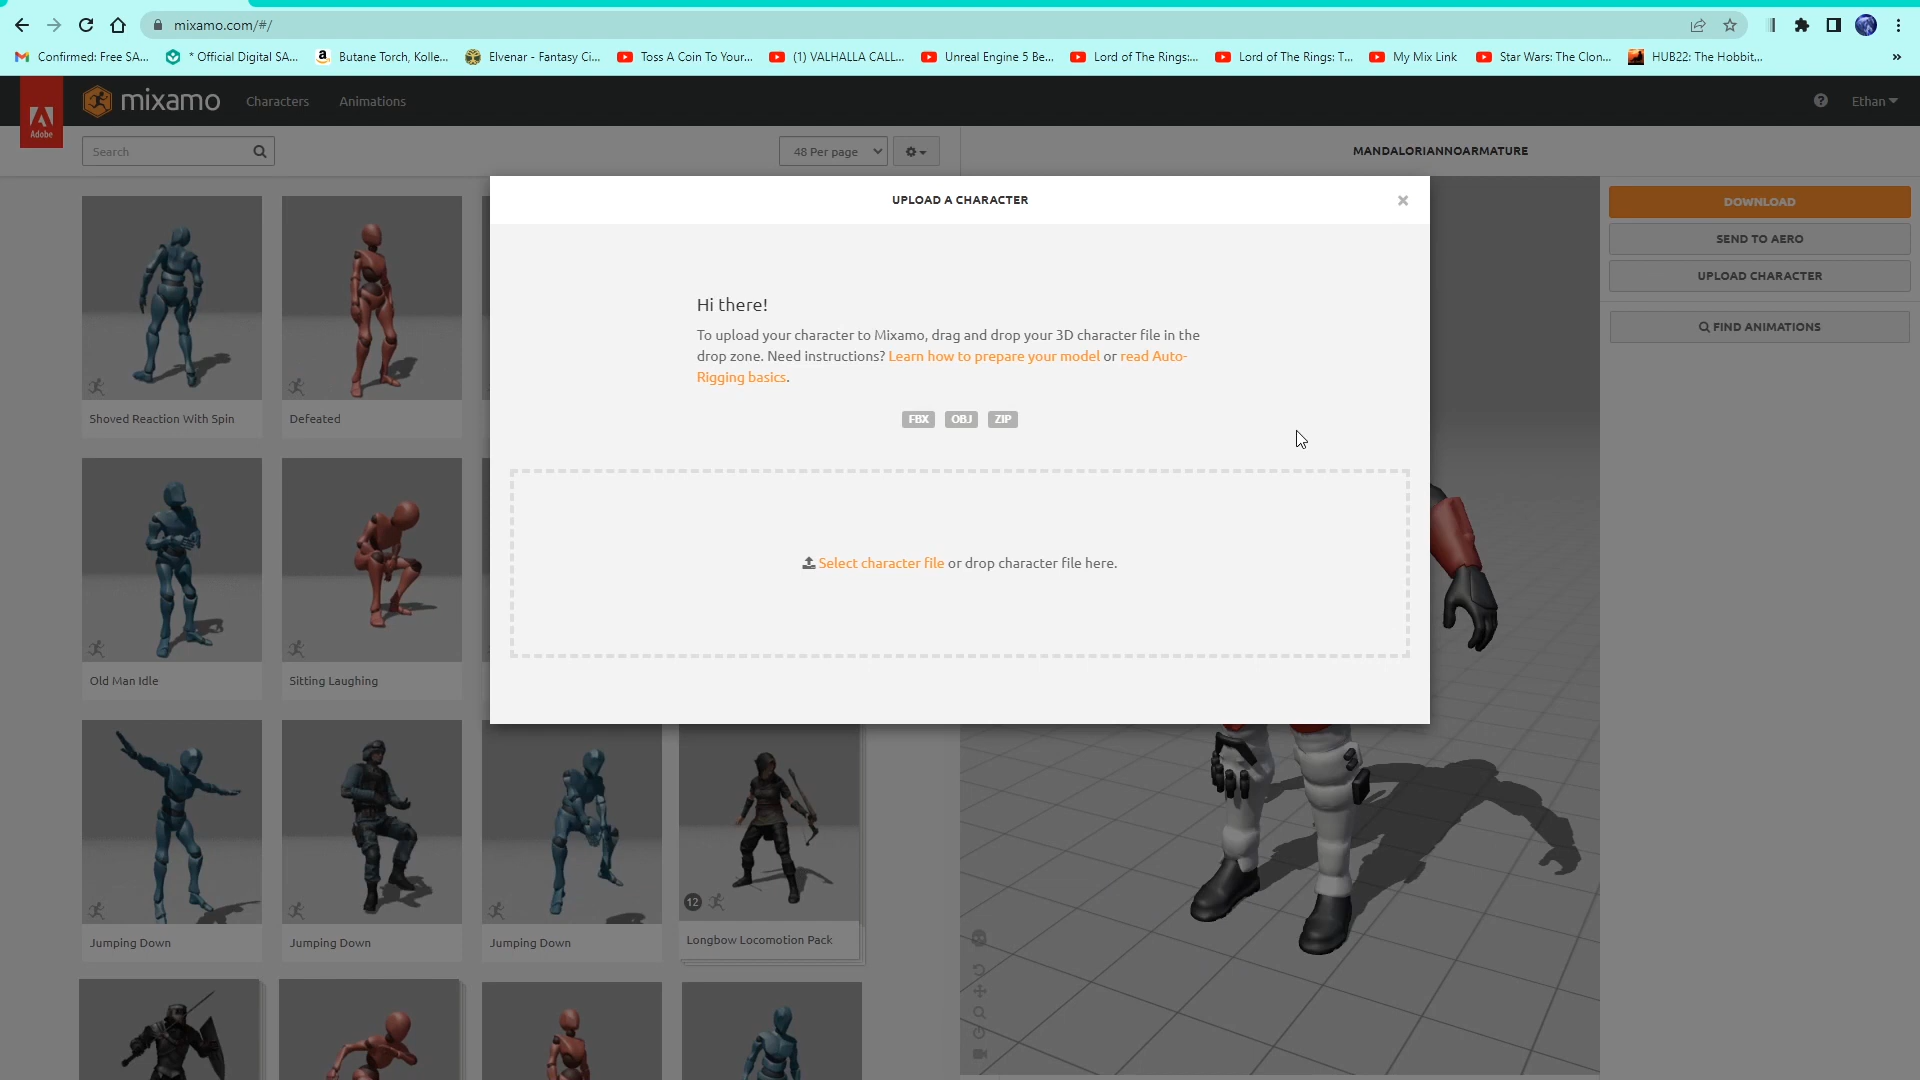 mixamo.com/#/
Confirmed: Free SA...
* Official Digital SA...
Butane Torch, Kolle...
Elvenar - Fantasy Ci...
Toss A Coin To Your...
(1) VALHALLA CALL...
Unreal Engine 5 Be...
Lord of The Rings:...
Lord of The Rings: T...
My Mix Link
Star Wars: The Clon...
HUB22: The Hobbit...
»
Adobe
mixamo
Characters
Animations
Ethan
Search
48 Per page
MANDALORIANNOARMATURE
UPLOAD A CHARACTER
×
Hi there!
To upload your character to Mixamo, drag and drop your 3D character file in the
drop zone. Need instructions? Learn how to prepare your model or read Auto-
Rigging basics.
FBX OBJ ZIP
Select character file or drop character file here.
DOWNLOAD
SEND TO AERO
UPLOAD CHARACTER
FIND ANIMATIONS
Shoved Reaction With Spin
Defeated
Old Man Idle
Sitting Laughing
12
Jumping Down
Jumping Down
Jumping Down
Longbow Locomotion Pack